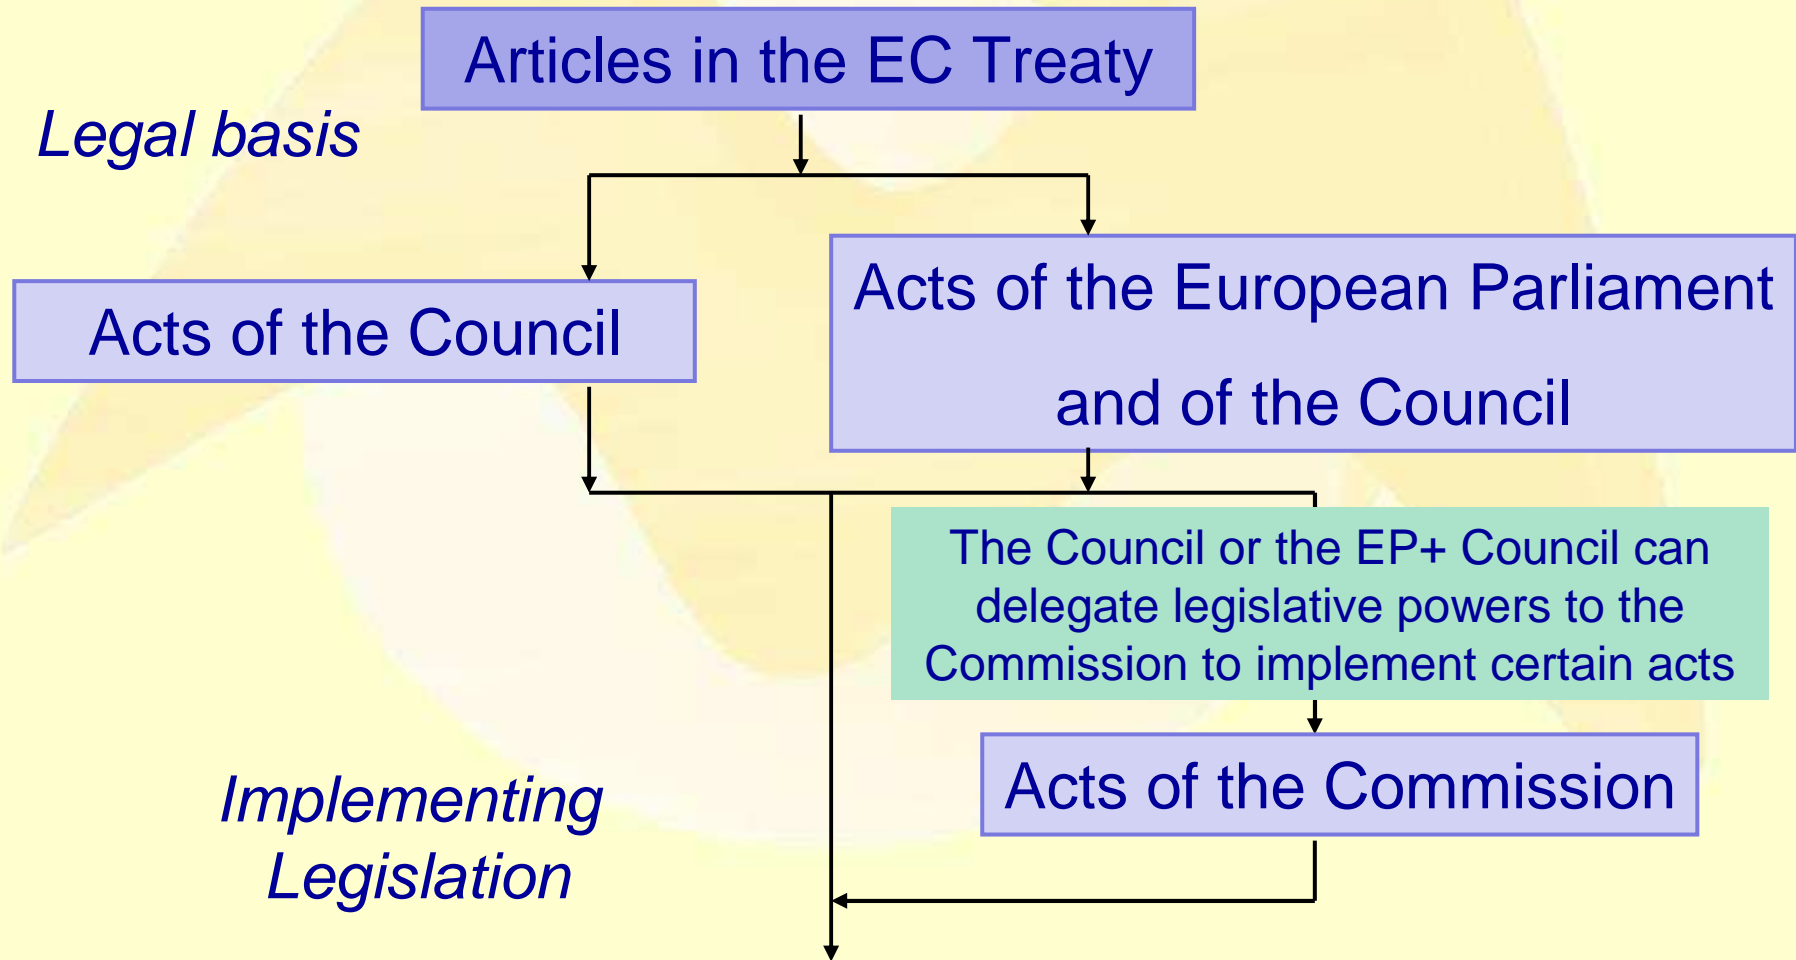 Articles in the EC Treaty
Legal basis
Acts of the Council
Acts of the European Parliament
and of the Council
The Council or the EP+ Council can
delegate legislative powers to the
Commission to implement certain acts
Acts of the Commission
Implementing
Legislation